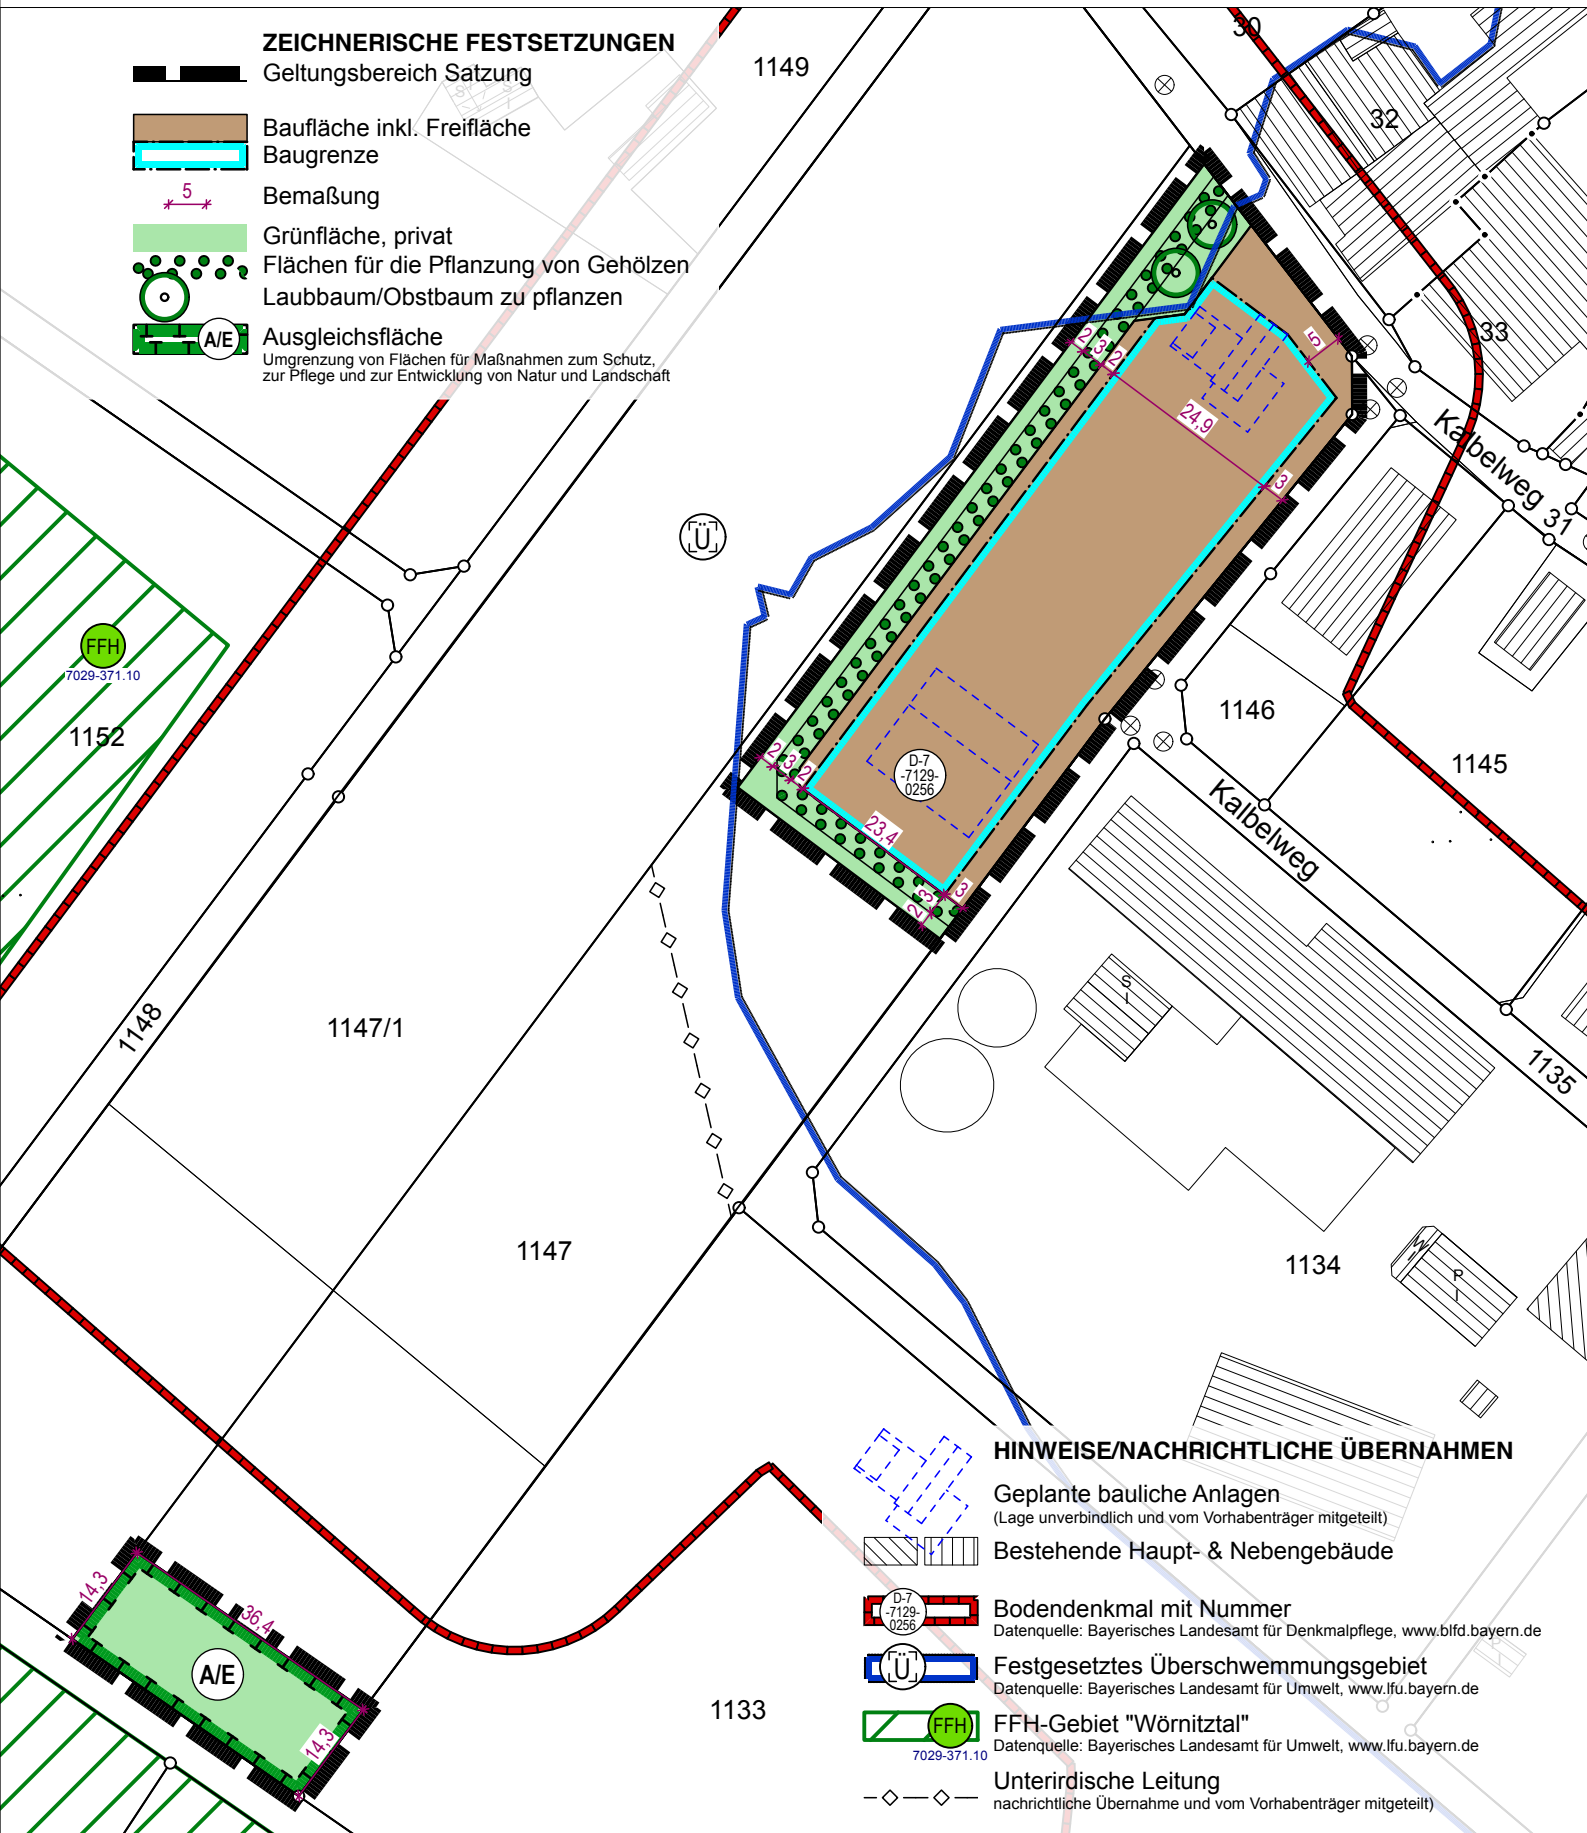 ZEICHNERISCHE FESTSETZUNGEN
Geltungsbereich Satzung
Baufläche inkl. Freifläche
Baugrenze
5
Bemaßung
Grünfläche, privat
Flächen für die Pflanzung von Gehölzen
Laubbaum/Obstbaum zu pflanzen
A/E
Ausgleichsfläche
Umgrenzung von Flächen für Maßnahmen zum Schutz,
zur Pflege und zur Entwicklung von Natur und Landschaft
1149
30
32
33
5
2
3
2
24,9
3
Kalbelweg 31
Ü
FFH
7029-371.10
1152
1146
1145
Kalbelweg
D-7
-7129-
0256
2
3
2
23,4
3
3
2
S
I
1148
1147/1
1135
1147
1134
W
P
I
14,3
36,4
A/E
14,3
1133
HINWEISE/NACHRICHTLICHE ÜBERNAHMEN
Geplante bauliche Anlagen
(Lage unverbindlich und vom Vorhabenträger mitgeteilt)
Bestehende Haupt- & Nebengebäude
D-7
-7129-
0256
Bodendenkmal mit Nummer
Datenquelle: Bayerisches Landesamt für Denkmalpflege, www.blfd.bayern.de
Ü
Festgesetztes Überschwemmungsgebiet
Datenquelle: Bayerisches Landesamt für Umwelt, www.lfu.bayern.de
FFH
7029-371.10
FFH-Gebiet "Wörnitztal"
Datenquelle: Bayerisches Landesamt für Umwelt, www.lfu.bayern.de
Unterirdische Leitung
nachrichtliche Übernahme und vom Vorhabenträger mitgeteilt)